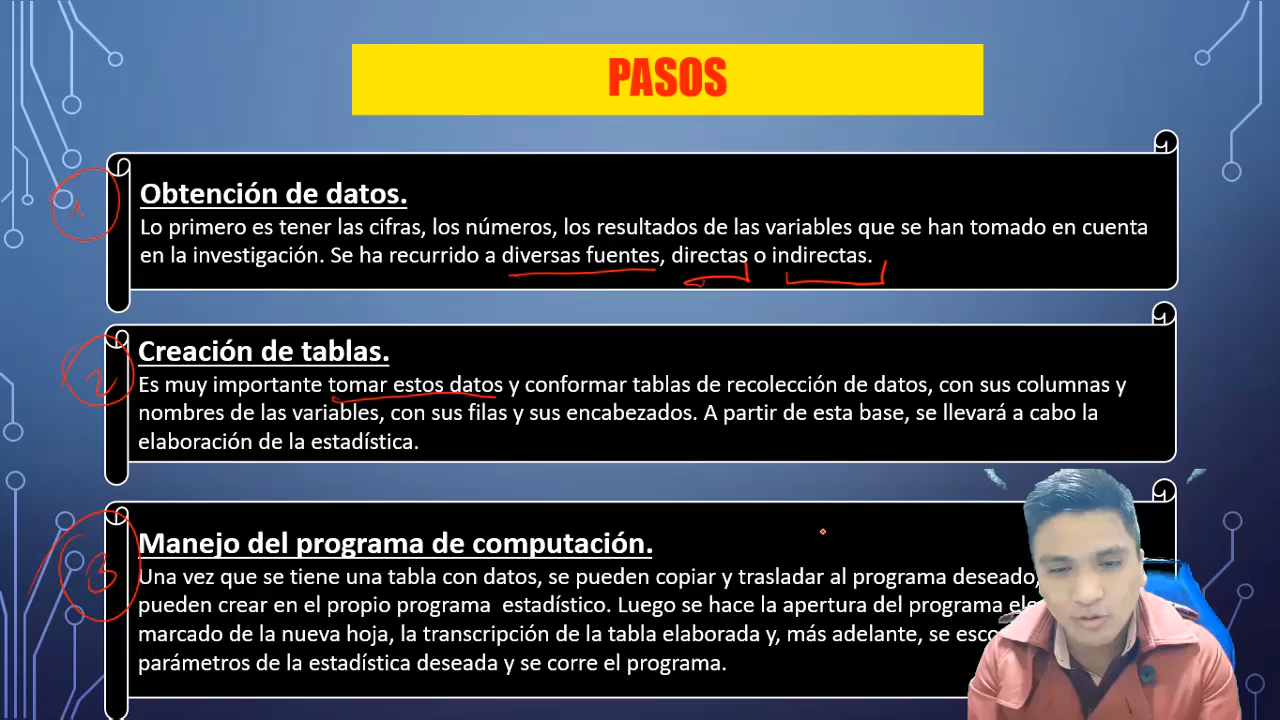 PASOS
1
Obtención de datos.
Lo primero es tener las cifras, los números, los resultados de las variables que se han tomado en cuenta
en la investigación. Se ha recurrido a diversas fuentes, directas o indirectas.
2
Creación de tablas.
Es muy importante tomar estos datos y conformar tablas de recolección de datos, con sus columnas y
nombres de las variables, con sus filas y sus encabezados. A partir de esta base, se llevará a cabo la
elaboración de la estadística.
3
Manejo del programa de computación.
Una vez que se tiene una tabla con datos, se pueden copiar y trasladar al programa deseado,
pueden crear en el propio programa estadístico. Luego se hace la apertura del programa
marcado de la nueva hoja, la transcripción de la tabla elaborada y, más adelante, se
parámetros de la estadística deseada y se corre el programa.